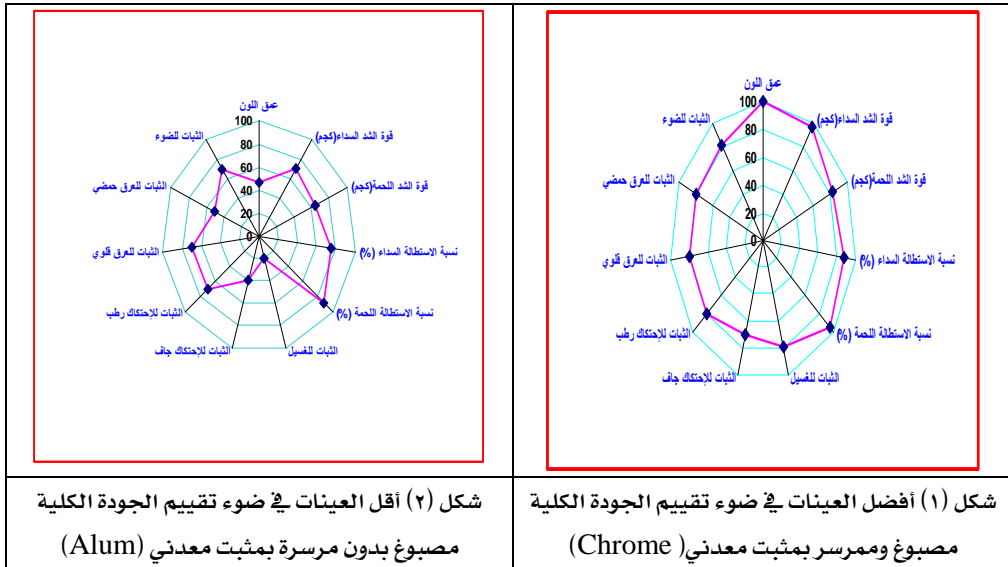 عمق اللون
100
80
60
40
20
0
قوة الشد السداء(كجم)
قوة الشد اللحمة(كجم)
نسبة الاستطالة السداء (%)
نسبة الاستطالة اللحمة (%)
الثبات للغسيل
الثبات للإحتكاك جاف
الثبات للإحتكاك رطب
الثبات للعرق قلوي
الثبات للعرق حمضي
الثبات للضوء
شكل (١) أفضل العينات في ضوء تقييم الجودة الكلية
مصبوغ وممرسر بمثبت معدني( Chrome)
عمق اللون
100
80
60
40
20
0
قوة الشد السداء(كجم)
قوة الشد اللحمة(كجم)
نسبة الاستطالة السداء (%)
نسبة الاستطالة اللحمة (%)
الثبات للغسيل
الثبات للإحتكاك جاف
الثبات للإحتكاك رطب
الثبات للعرق قلوي
الثبات للعرق حمضي
الثبات للضوء
شكل (٢) أقل العينات في ضوء تقييم الجودة الكلية
مصبوغ بدون مرسرة بمثبت معدني (Alum)